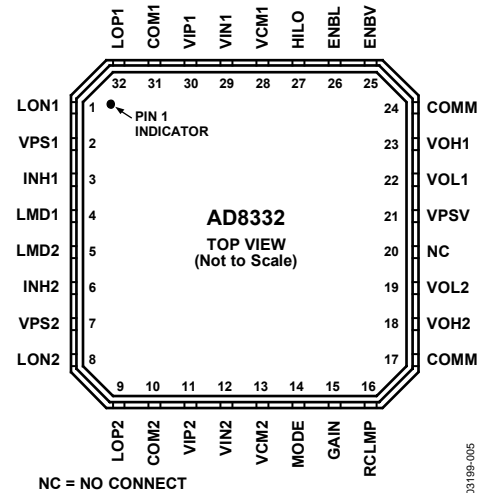 LOP1 COM1 VIP1 VIN1 VCM1 HILO ENBL ENBV
32 31 30 29 28 27 26 25
LON1 1
VPS1 2
INH1 3
LMD1 4
LMD2 5
INH2 6
VPS2 7
LON2 8
PIN 1
INDICATOR
AD8332
TOP VIEW
(Not to Scale)
24 COMM
23 VOH1
22 VOL1
21 VPSV
20 NC
19 VOL2
18 VOH2
17 COMM
9 10 11 12 13 14 15 16
LOP2 COM2 VIP2 VIN2 VCM2 MODE GAIN RCLMP
NC = NO CONNECT
03199-005